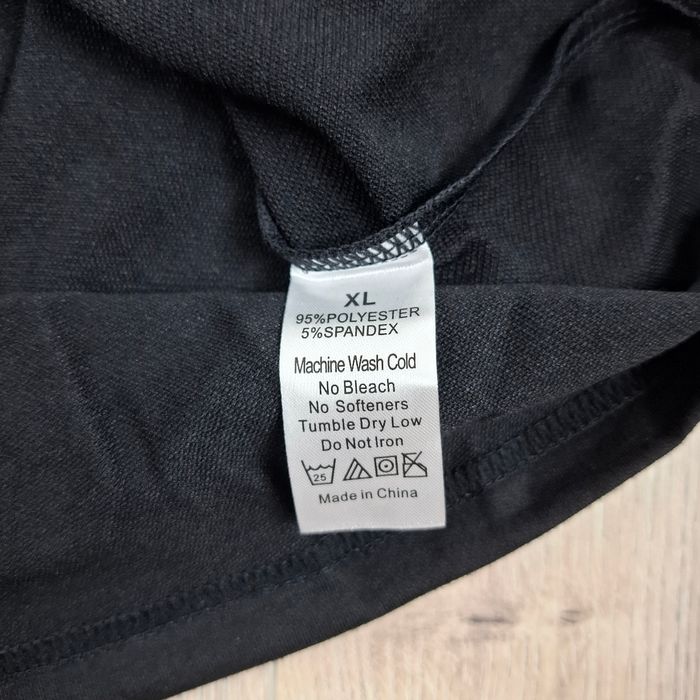 XL
95%POLYESTER
5%SPANDEX
Machine Wash Cold
No Bleach
No Softeners
Tumble Dry Low
Do Not Iron
25
Made in China